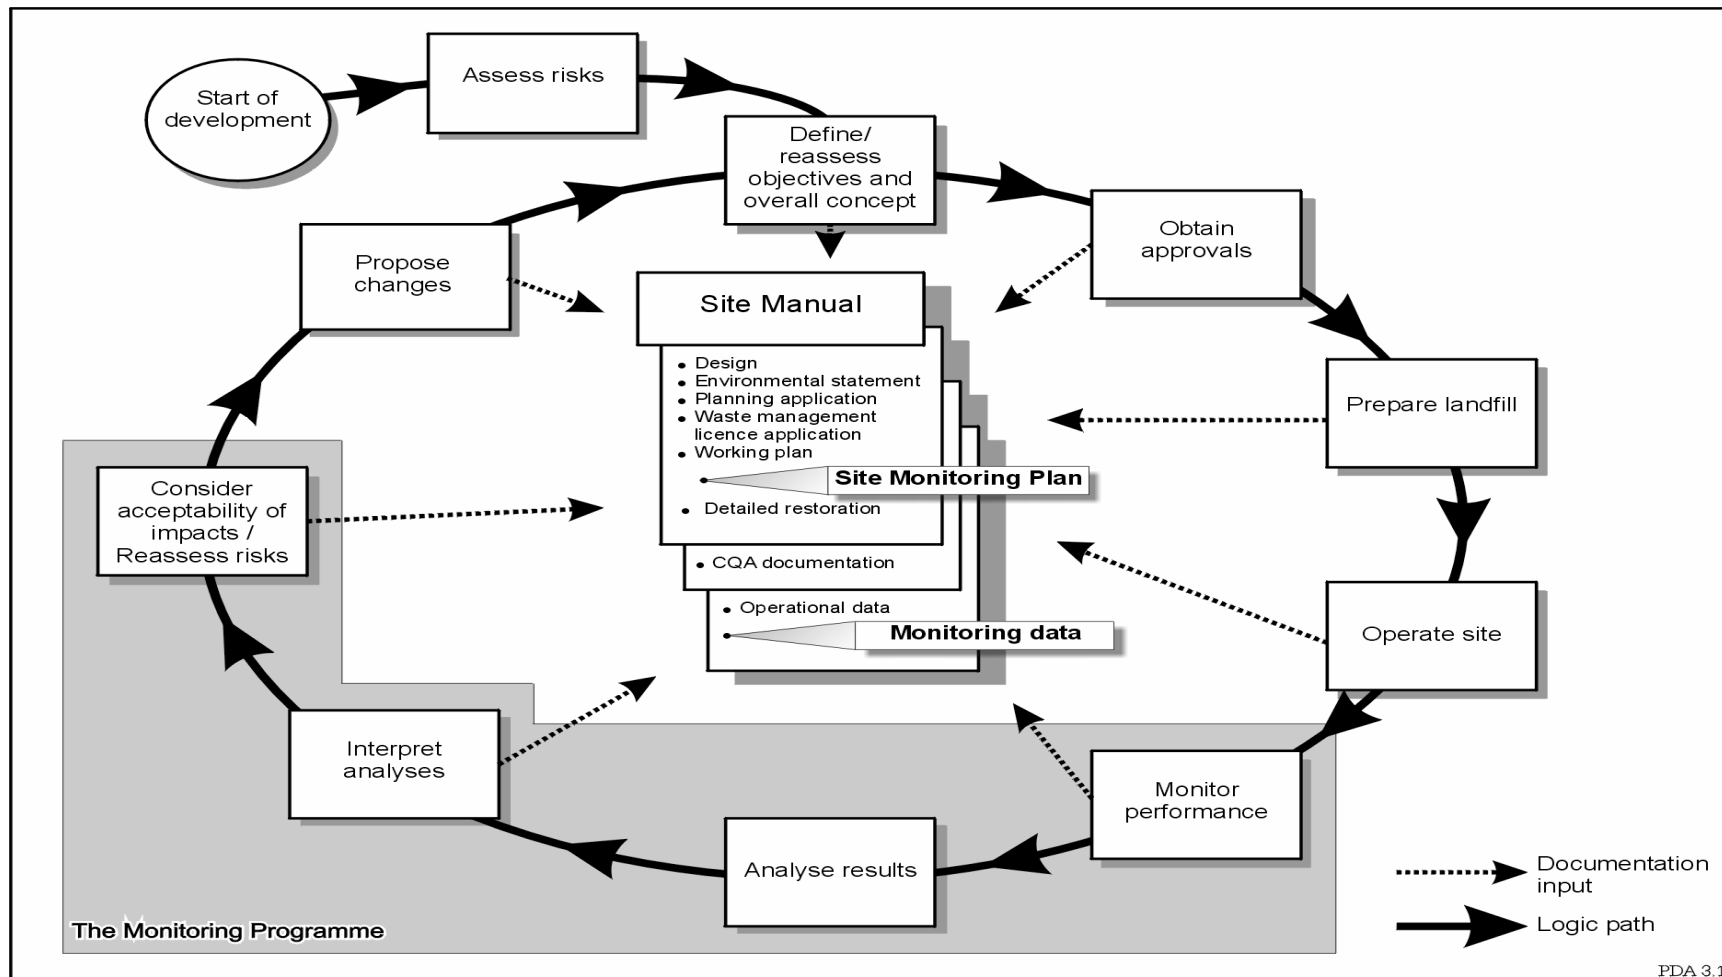 Start of
development
Assess risks
Define/
reassess
objectives and
overall concept
Obtain
approvals
Propose
changes
Site Manual
Design
Environmental statement
Planning application
Waste management
licence application
Working plan
Site Monitoring Plan
Detailed restoration
CQA documentation
Operational data
Monitoring data
Prepare landfill
Consider
acceptability of
impacts /
Reassess risks
Operate site
Interpret
analyses
Monitor
performance
Analyse results
Documentation
input
Logic path
The Monitoring Programme
PDA 3.1